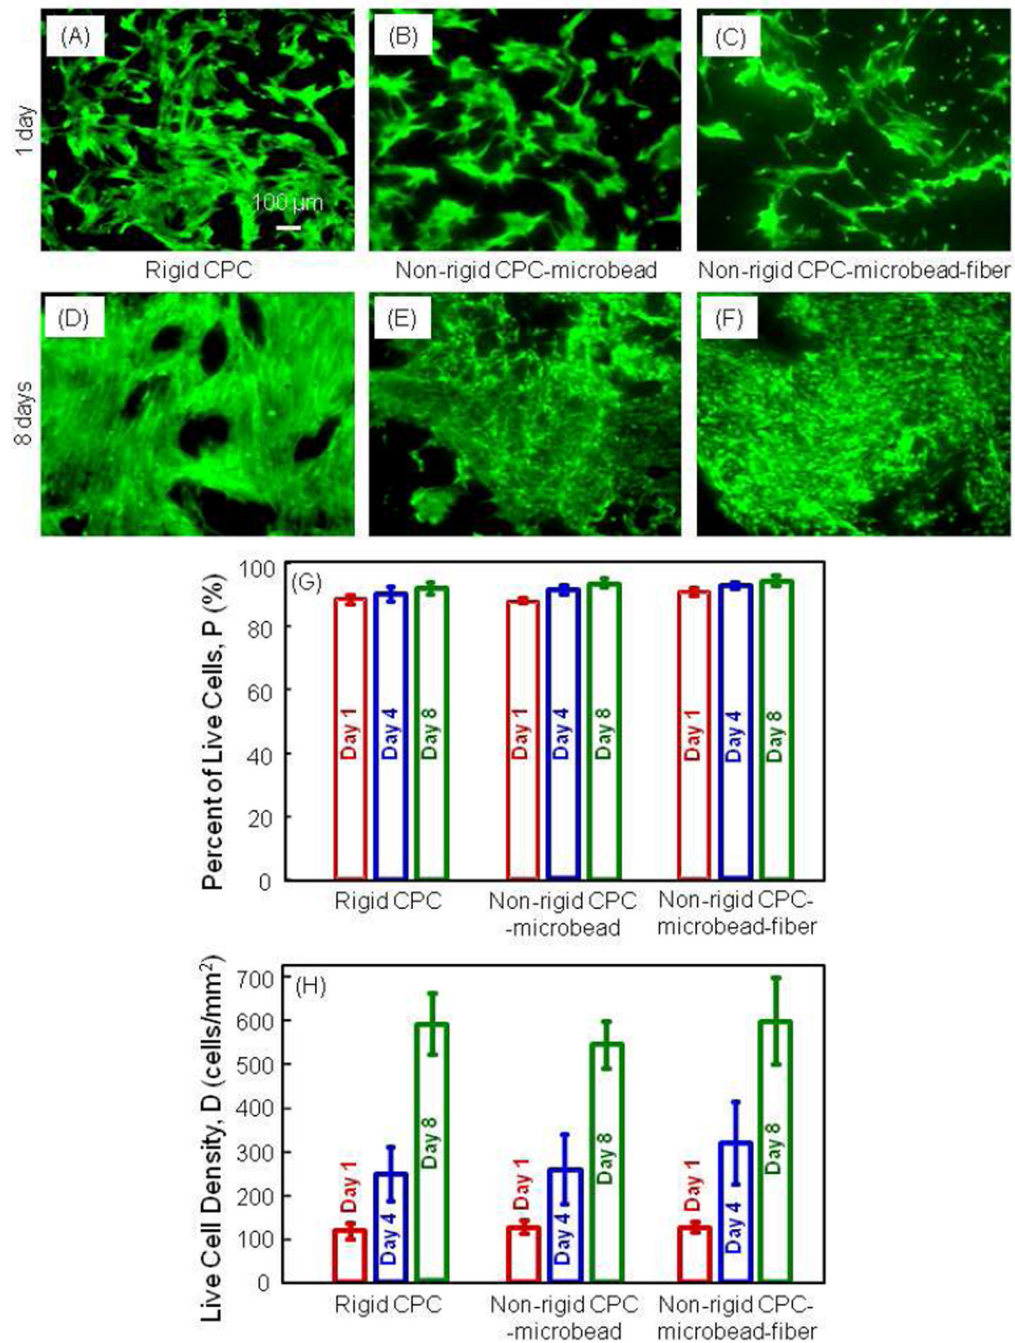 (A)
(B)
(C)
1 day
100 µm
Rigid CPC
Non-rigid CPC-microbead
Non-rigid CPC-microbead-fiber
(D)
(E)
(F)
8 days
(G)
Percent of Live Cells, P (%)
100
80
60
40
20
0
Day 1
Day 4
Day 8
Day 1
Day 4
Day 8
Day 1
Day 4
Day 8
Rigid CPC
Non-rigid CPC
-microbead
Non-rigid CPC-
microbead-fiber
(H)
Live Cell Density, D (cells/mm²)
700
600
500
400
300
200
100
0
Day 1
Day 4
Day 8
Day 1
Day 4
Day 8
Day 1
Day 4
Day 8
Rigid CPC
Non-rigid CPC
-microbead
Non-rigid CPC-
microbead-fiber